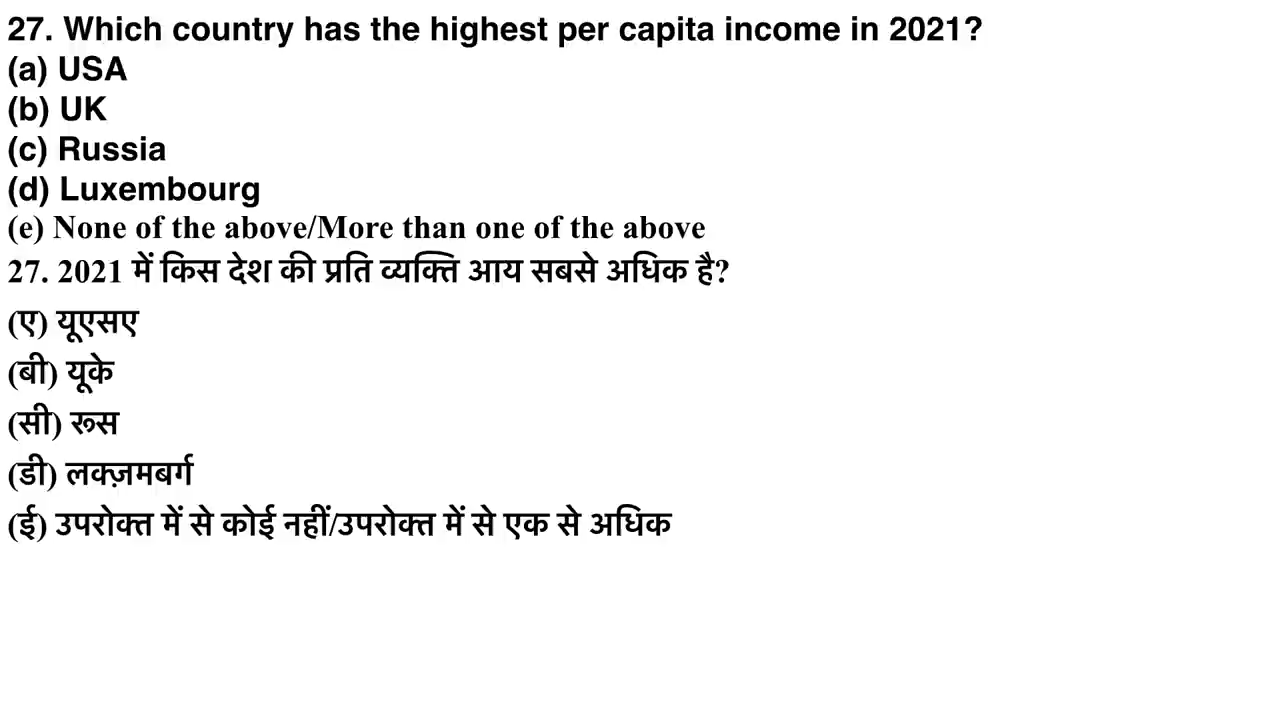 27. Which country has the highest per capita income in 2021?
(a) USA
(b) UK
(c) Russia
(d) Luxembourg
(e) None of the above/More than one of the above
27. 2021 में किस देश की प्रति व्यक्ति आय सबसे अधिक है?
(ए) यूएसए
(बी) यूके
(सी) रूस
(डी) लक्ज़मबर्ग
(ई) उपरोक्त में से कोई नहीं/उपरोक्त में से एक से अधिक